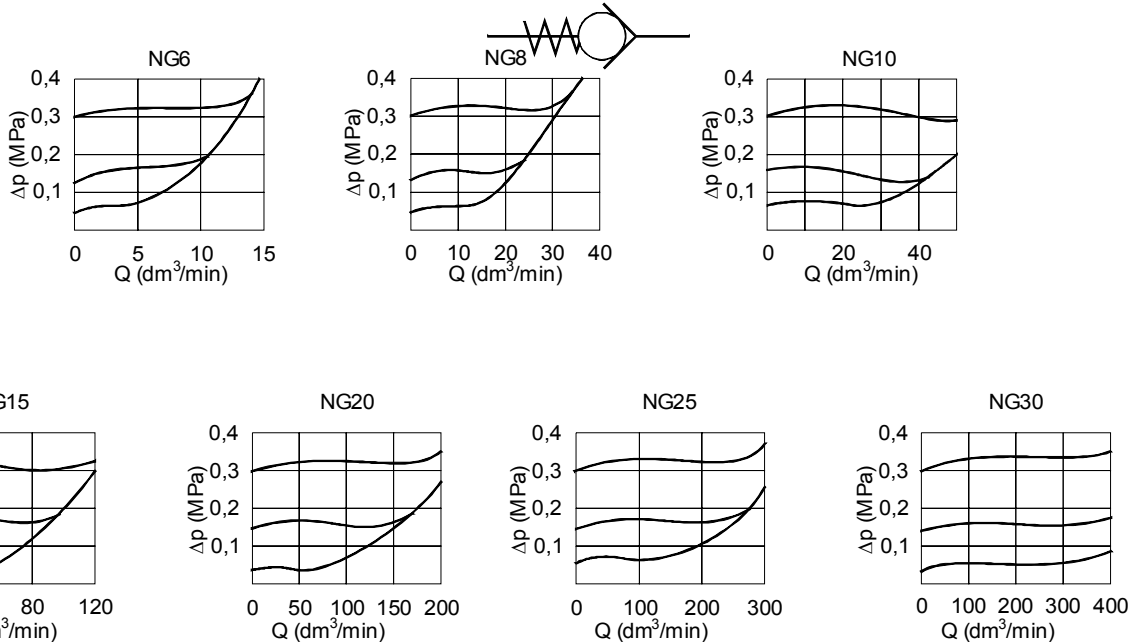 NG6
0,4
0,3
0,2
0,1
Δp (MPa)
0 5 10 15
Q (dm³/min)
NG8
0,4
0,3
0,2
0,1
Δp (MPa)
0 10 20 30 40
Q (dm³/min)
NG10
0,4
0,3
0,2
0,1
Δp (MPa)
0 20 40
Q (dm³/min)
G15
80 120
m³/min)
NG20
0,4
0,3
0,2
0,1
Δp (MPa)
0 50 100 150 200
Q (dm³/min)
NG25
0,4
0,3
0,2
0,1
Δp (MPa)
0 100 200 300
Q (dm³/min)
NG30
0,4
0,3
0,2
0,1
Δp (MPa)
0 100 200 300 400
Q (dm³/min)